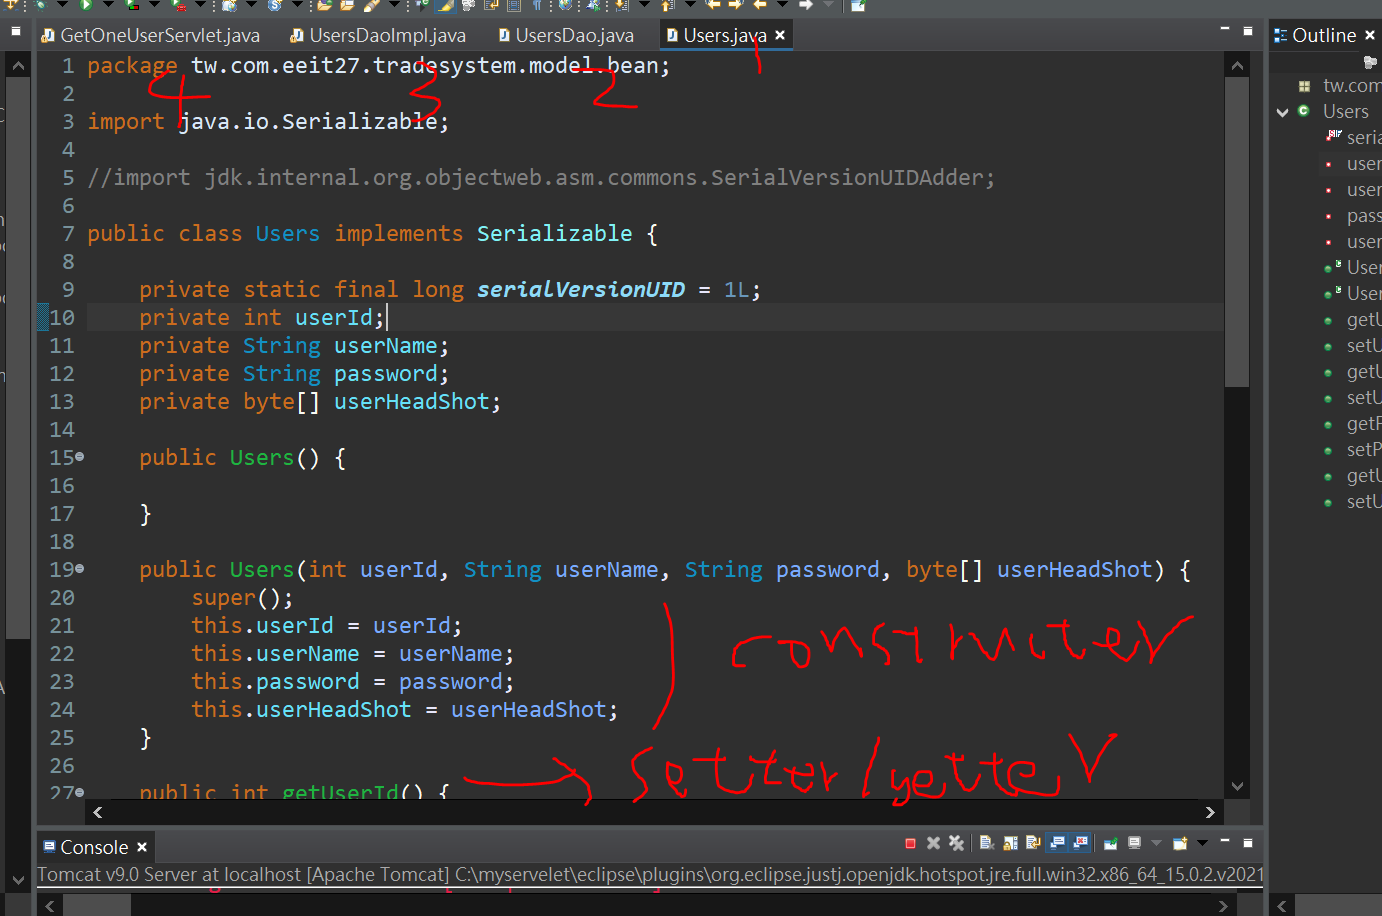 GetOneUserServlet.java UsersDaoImpl.java UsersDao.java Users.java Outline
1 package tw.com.eeit27.tradesystem.model.bean;
2
3 import java.io.Serializable;
4
5 //import jdk.internal.org.objectweb.asm.commons.SerialVersionUIDAdder;
6
7 public class Users implements Serializable {
8
9 private static final long serialVersionUID = 1L;
10 private int userId;
11 private String userName;
12 private String password;
13 private byte[] userHeadShot;
14
15 public Users() {
16
17 }
18
19 public Users(int userId, String userName, String password, byte[] userHeadShot) {
20 super();
21 this.userId = userId;
22 this.userName = userName;
23 this.password = password;
24 this.userHeadShot = userHeadShot;
25 }
26
27 public int getUserId() {
1
2
3
4
setter/getter
tw.com
Users
seria
user
user
pass
user
User
User
getU
setU
getU
setU
getP
setP
getU
setU
Console
Tomcat v9.0 Server at localhost [Apache Tomcat] C:\myservelet\eclipse\plugins\org.eclipse.justj.openjdk.hotspot.jre.full.win32.x86_64_15.0.2.v2021